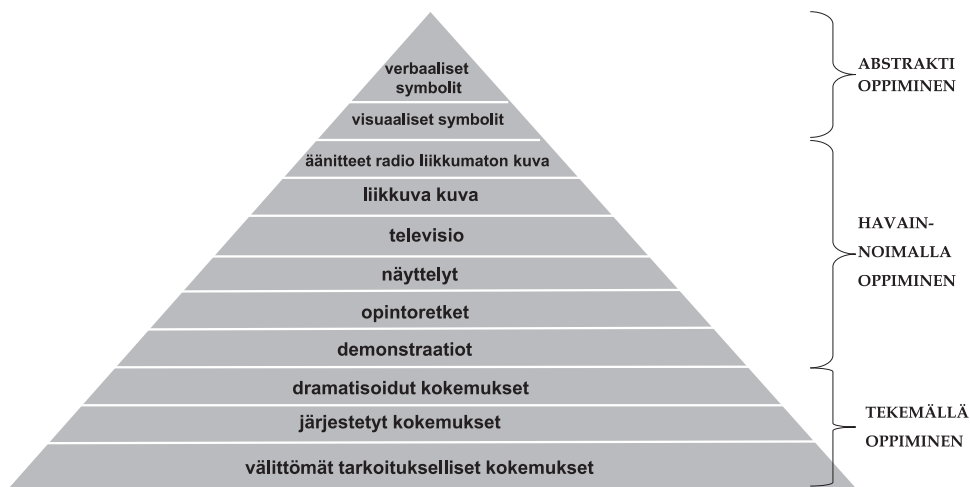 verbaaliset
symbolit
visuaaliset symbolit
äänitteet radio liikkumaton kuva
liikkuva kuva
televisio
näyttelyt
opintoretket
demonstraatiot
dramatisoidut kokemukset
järjestetyt kokemukset
välittömät tarkoitukselliset kokemukset
ABSTRAKTI
OPPIMINEN
HAVAIN-
NOIMALLA
OPPIMINEN
TEKEMÄLLÄ
OPPIMINEN